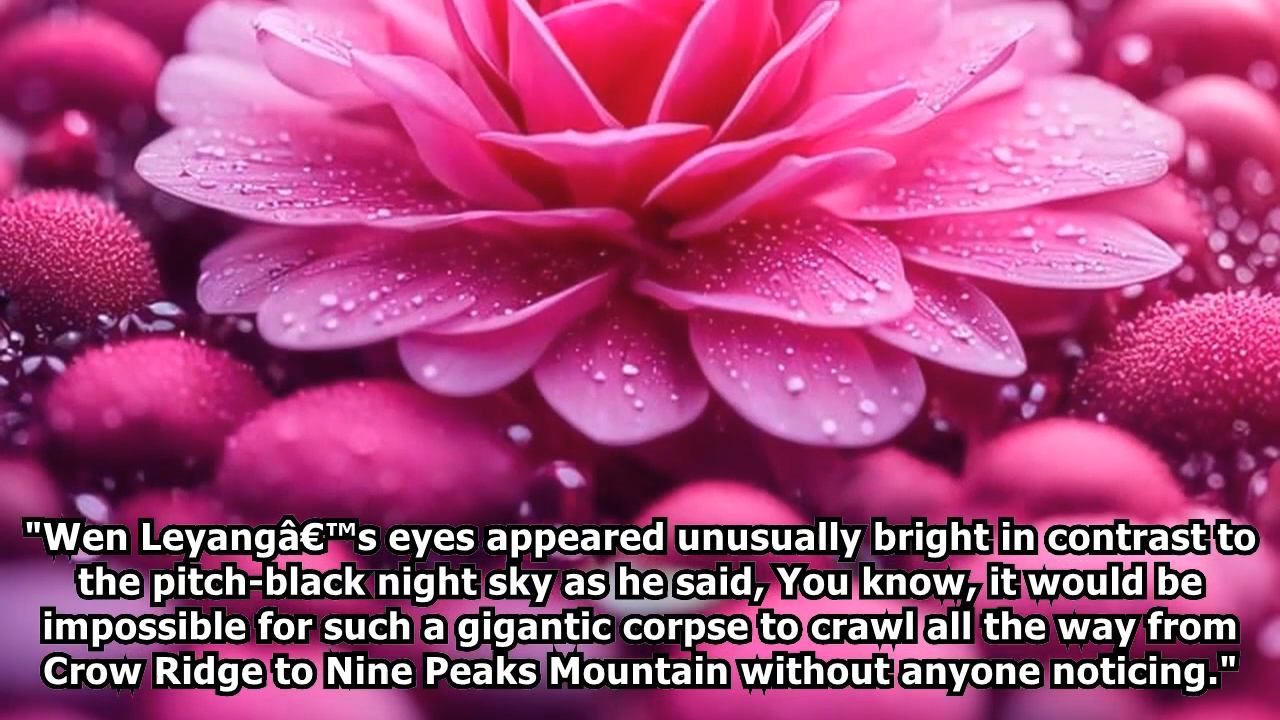 "Wen Leyangâ€™s eyes appeared unusually bright in contrast to
the pitch-black night sky as he said, You know, it would be
impossible for such a gigantic corpse to crawl all the way from
Crow Ridge to Nine Peaks Mountain without anyone noticing."